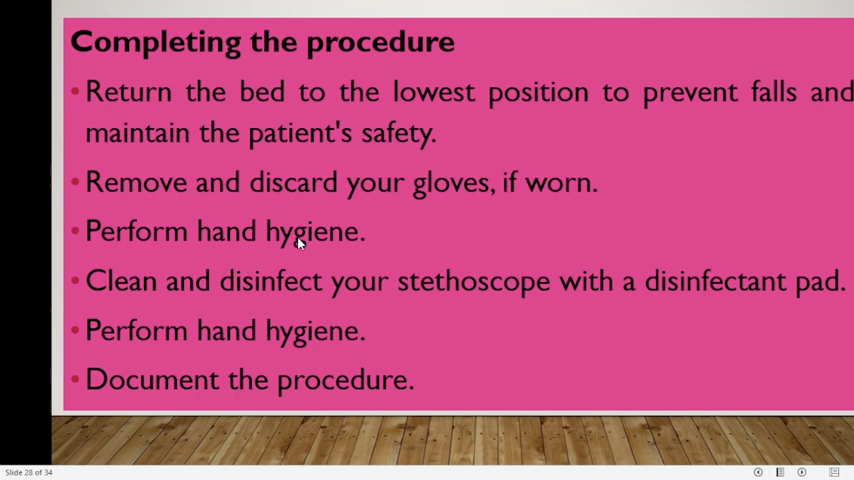 Completing the procedure
• Return the bed to the lowest position to prevent falls and
maintain the patient's safety.
• Remove and discard your gloves, if worn.
• Perform hand hygiene.
• Clean and disinfect your stethoscope with a disinfectant pad.
• Perform hand hygiene.
• Document the procedure.
Slide 28 of 34